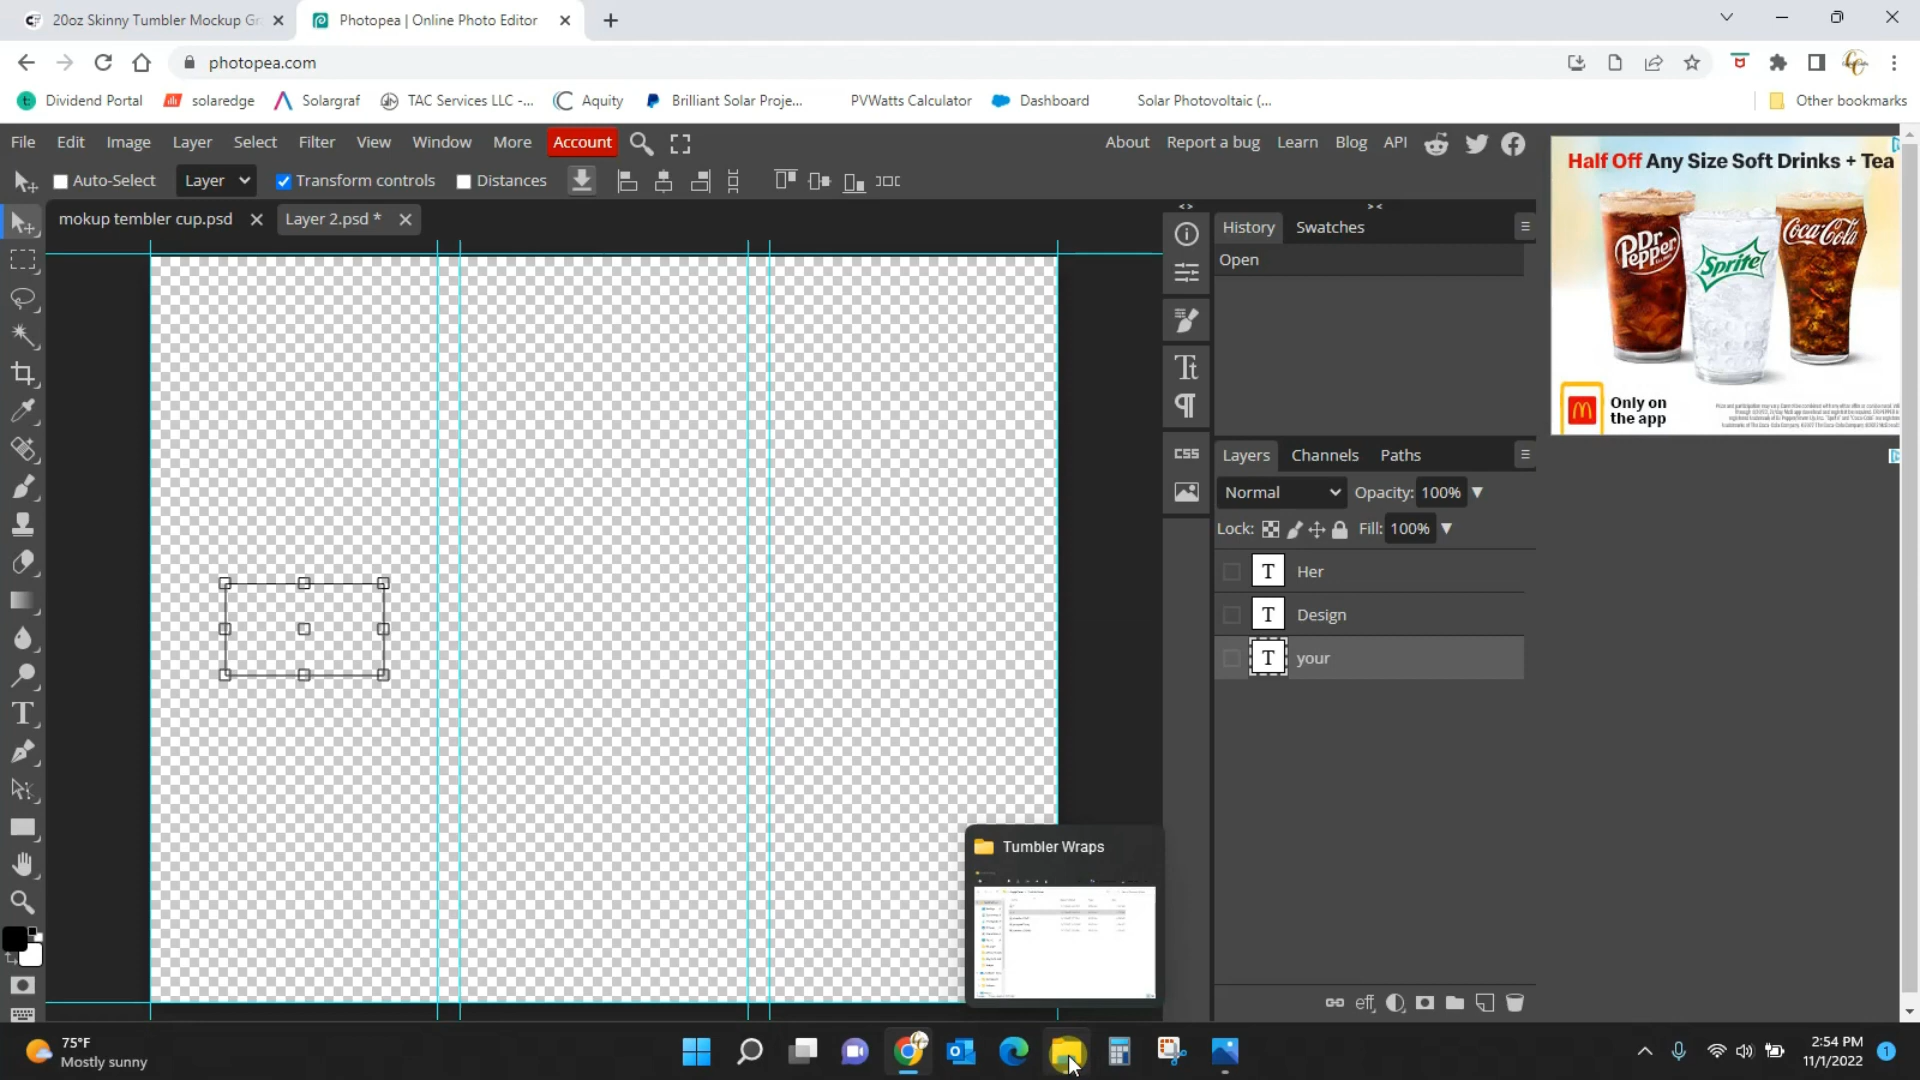 20oz Skinny Tumbler Mockup Gr
Photopea | Online Photo Editor
photopea.com
Dividend Portal
solaredge
Solargraf
TAC Services LLC -...
Aquity
Brilliant Solar Proje...
PVWatts Calculator
Dashboard
Solar Photovoltaic (...
Other bookmarks
File Edit Image Layer Select Filter View Window More Account
About Report a bug Learn Blog API
Auto-Select Layer Transform controls Distances
mokup tembler cup.psd
Layer 2.psd *
History Swatches
Open
CSS
Layers Channels Paths
Normal Opacity: 100%
Lock: Fill: 100%
T Her
T Design
T your
eff
Half Off Any Size Soft Drinks + Tea
Dr Pepper
Sprite
Coca-Cola
Only on
the app
Tumbler Wraps
75°F
Mostly sunny
2:54 PM
11/1/2022
1